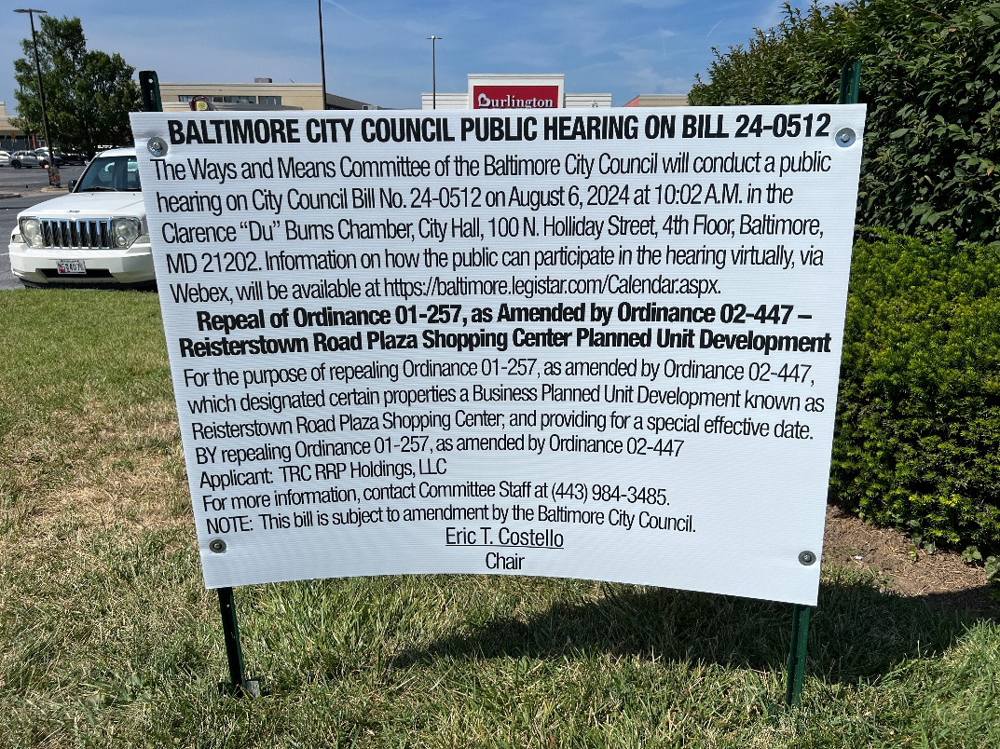 Burlington
BALTIMORE CITY COUNCIL PUBLIC HEARING ON BILL 24-0512
The Ways and Means Committee of the Baltimore City Council will conduct a public
hearing on City Council Bill No. 24-0512 on August 6, 2024 at 10:02 A.M. in the
Clarence “Du” Burns Chamber, City Hall, 100 N. Holliday Street, 4th Floor, Baltimore,
MD 21202. Information on how the public can participate in the hearing virtually, via
Webex, will be available at https://baltimore.legistar.com/Calendar.aspx.
Repeal of Ordinance 01-257, as Amended by Ordinance 02-447 –
Reisterstown Road Plaza Shopping Center Planned Unit Development
For the purpose of repealing Ordinance 01-257, as amended by Ordinance 02-447,
which designated certain properties a Business Planned Unit Development known as
Reisterstown Road Plaza Shopping Center; and providing for a special effective date.
BY repealing Ordinance 01-257, as amended by Ordinance 02-447
Applicant: TRC RRP Holdings, LLC
For more information, contact Committee Staff at (443) 984-3485.
NOTE: This bill is subject to amendment by the Baltimore City Council.
Eric T. Costello
Chair